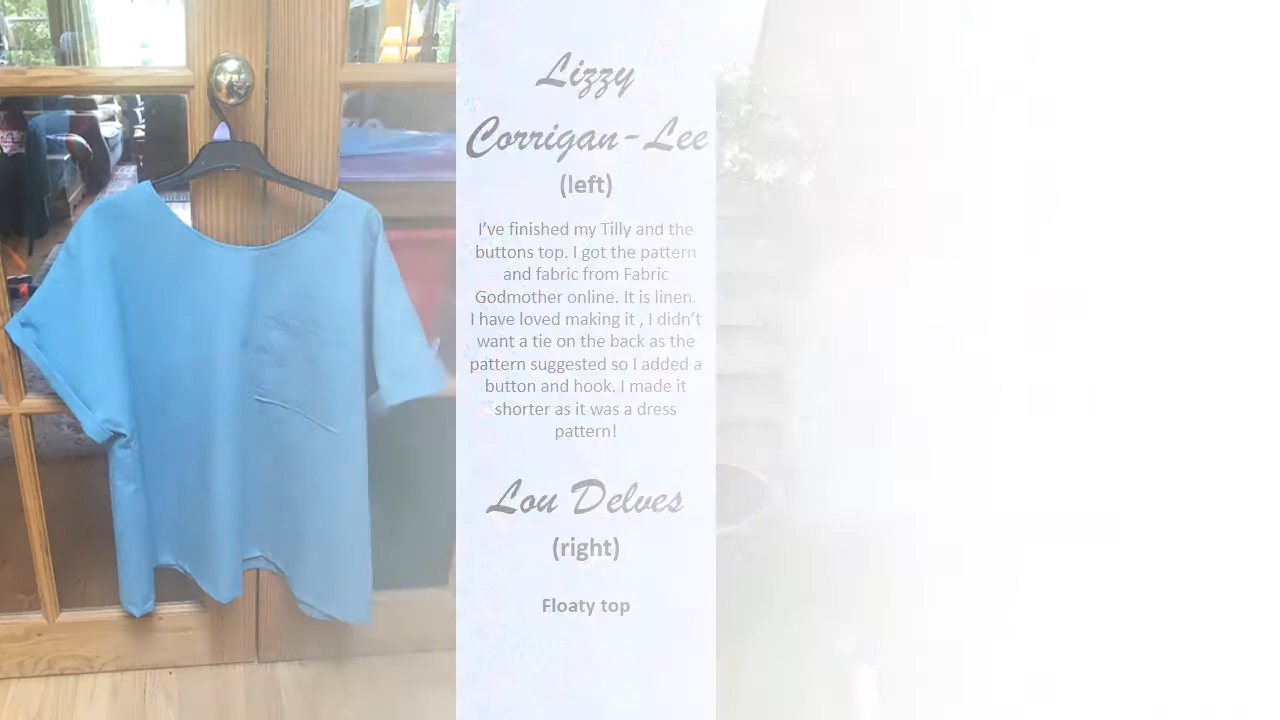 Lizzy
Corrigan-Lee
(left)
I’ve finished my Tilly and the
buttons top. I got the pattern
and fabric from Fabric
Godmother online. It is linen.
I have loved making it , I didn’t
want a tie on the back as the
pattern suggested so I added a
button and hook. I made it
shorter as it was a dress
pattern!
Lou Delves
(right)
Floaty top